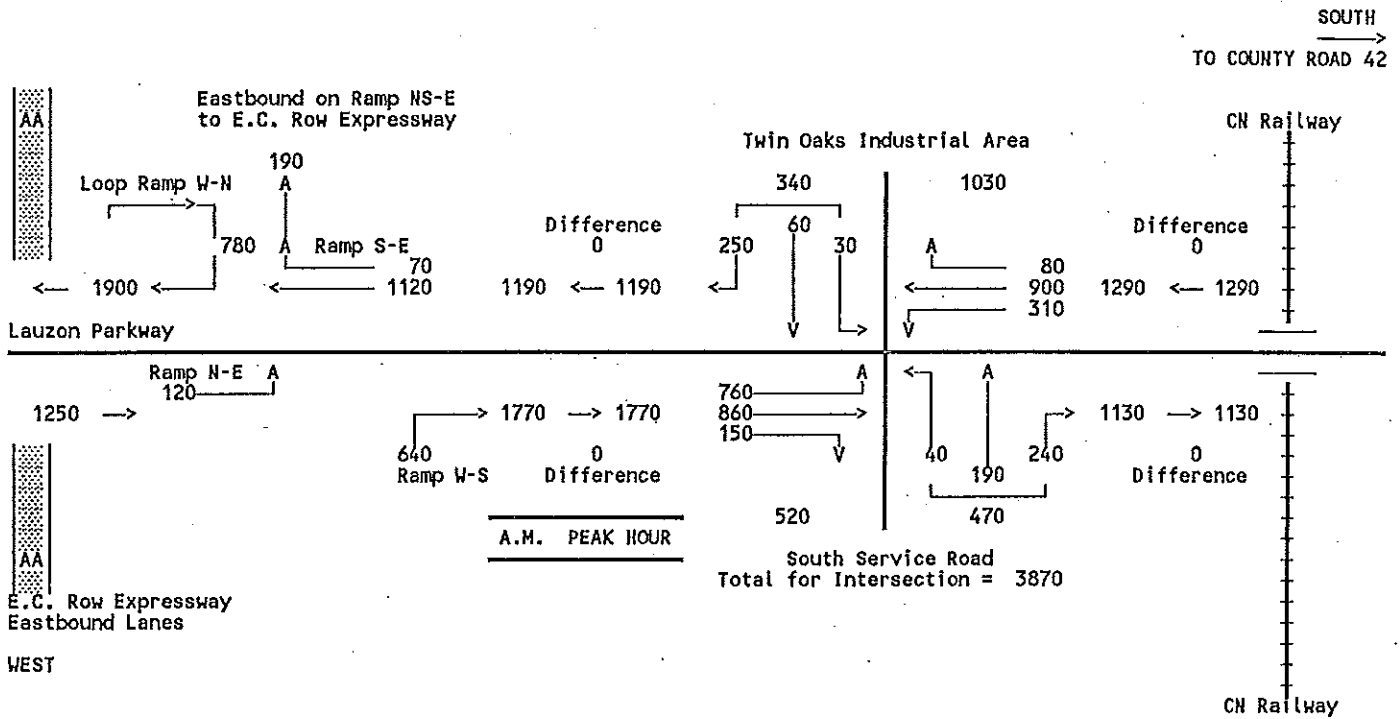 SOUTH
TO COUNTY ROAD 42
Eastbound on Ramp NS-E
to E.C. Row Expressway
AA
CN Railway
Twin Oaks Industrial Area
190
340 1030
Loop Ramp W-N A
Difference 60 Difference
780 A Ramp S-E 0 250 30 A 0
70 80
1900 1120 1190 1190 900 1290 1290
310
V V
Lauzon Parkway
Ramp N-E A A A
120 760
1250 1770 1770 860 1130 1130
150
640 0 V 40 240 0
Ramp W-S Difference 190 Difference
520 470
A.M. PEAK HOUR
AA
South Service Road
Total for Intersection = 3870
E.C. Row Expressway
Eastbound Lanes
WEST
CN Railway